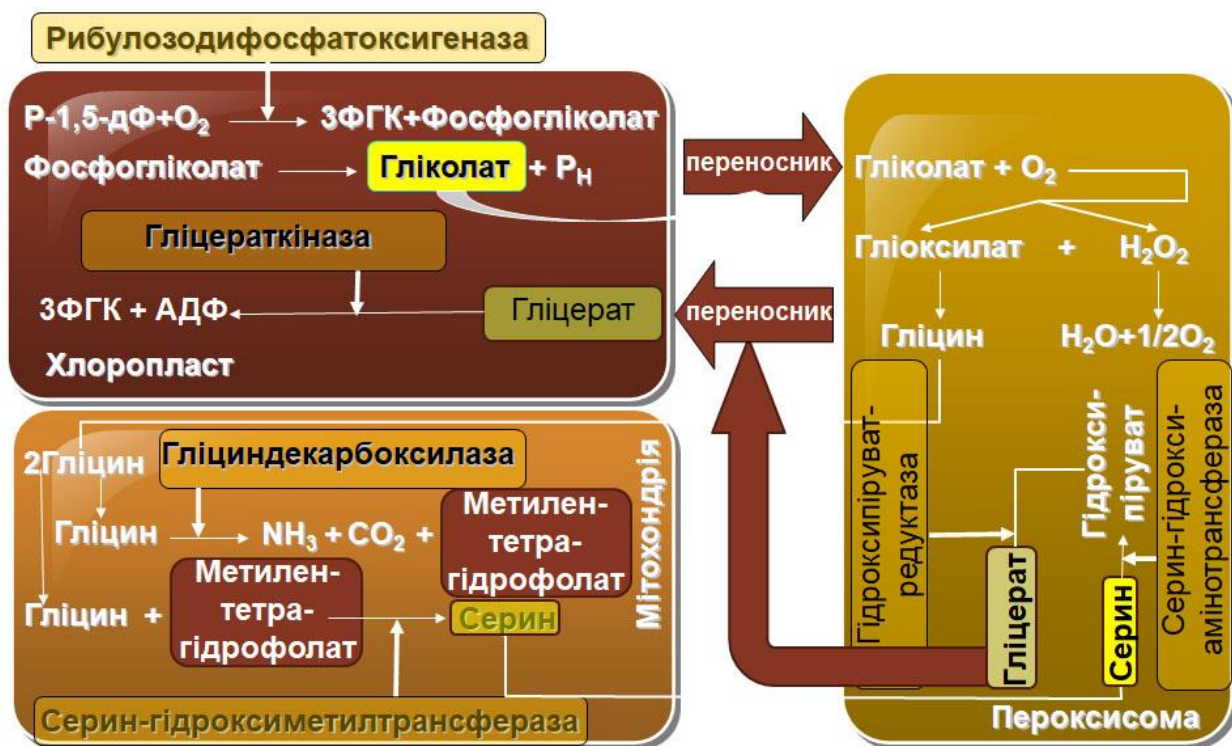 Рибулозодифосфатоксигеназа
Р-1,5-дФ+О₂ 3ФГК+Фосфогліколат
Фосфогліколат Гліколат + Р_Н
Гліцераткіназа
3ФГК + АДФ Гліцерат
Хлоропласт
переносник
переносник
Гліколат + О₂
Гліоксилат + Н₂О₂
Гліцин Н₂О+1/2О₂
Гідроксипіруват-
редуктаза
Гліцерат
Гідрокси-
піруват
Серин
Серин-гідрокси-
амінотрансфераза
Пероксисома
2Гліцин
Гліциндекарбоксилаза
Гліцин NH₃ + CO₂ +
Метилен-
тетра-
гідрофолат
Гліцин +
Метилен-
тетра-
гідрофолат
Серин
Серин-гідроксиметилтрансфераза
Мітохондрія